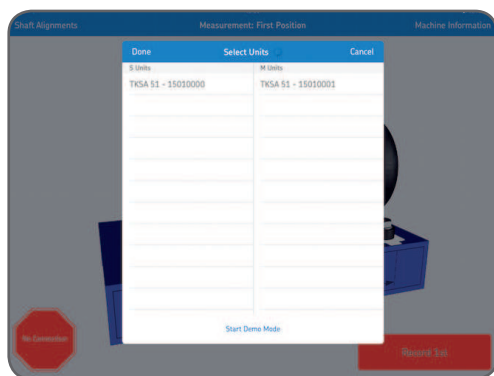 Shaft Alignments Measurement: First Position Machine Information
Done Select Units Cancel
S Units M Units
TKSA 51 - 15010000 TKSA 51 - 15010001
Start Demo Mode
No Connection
Record 1st